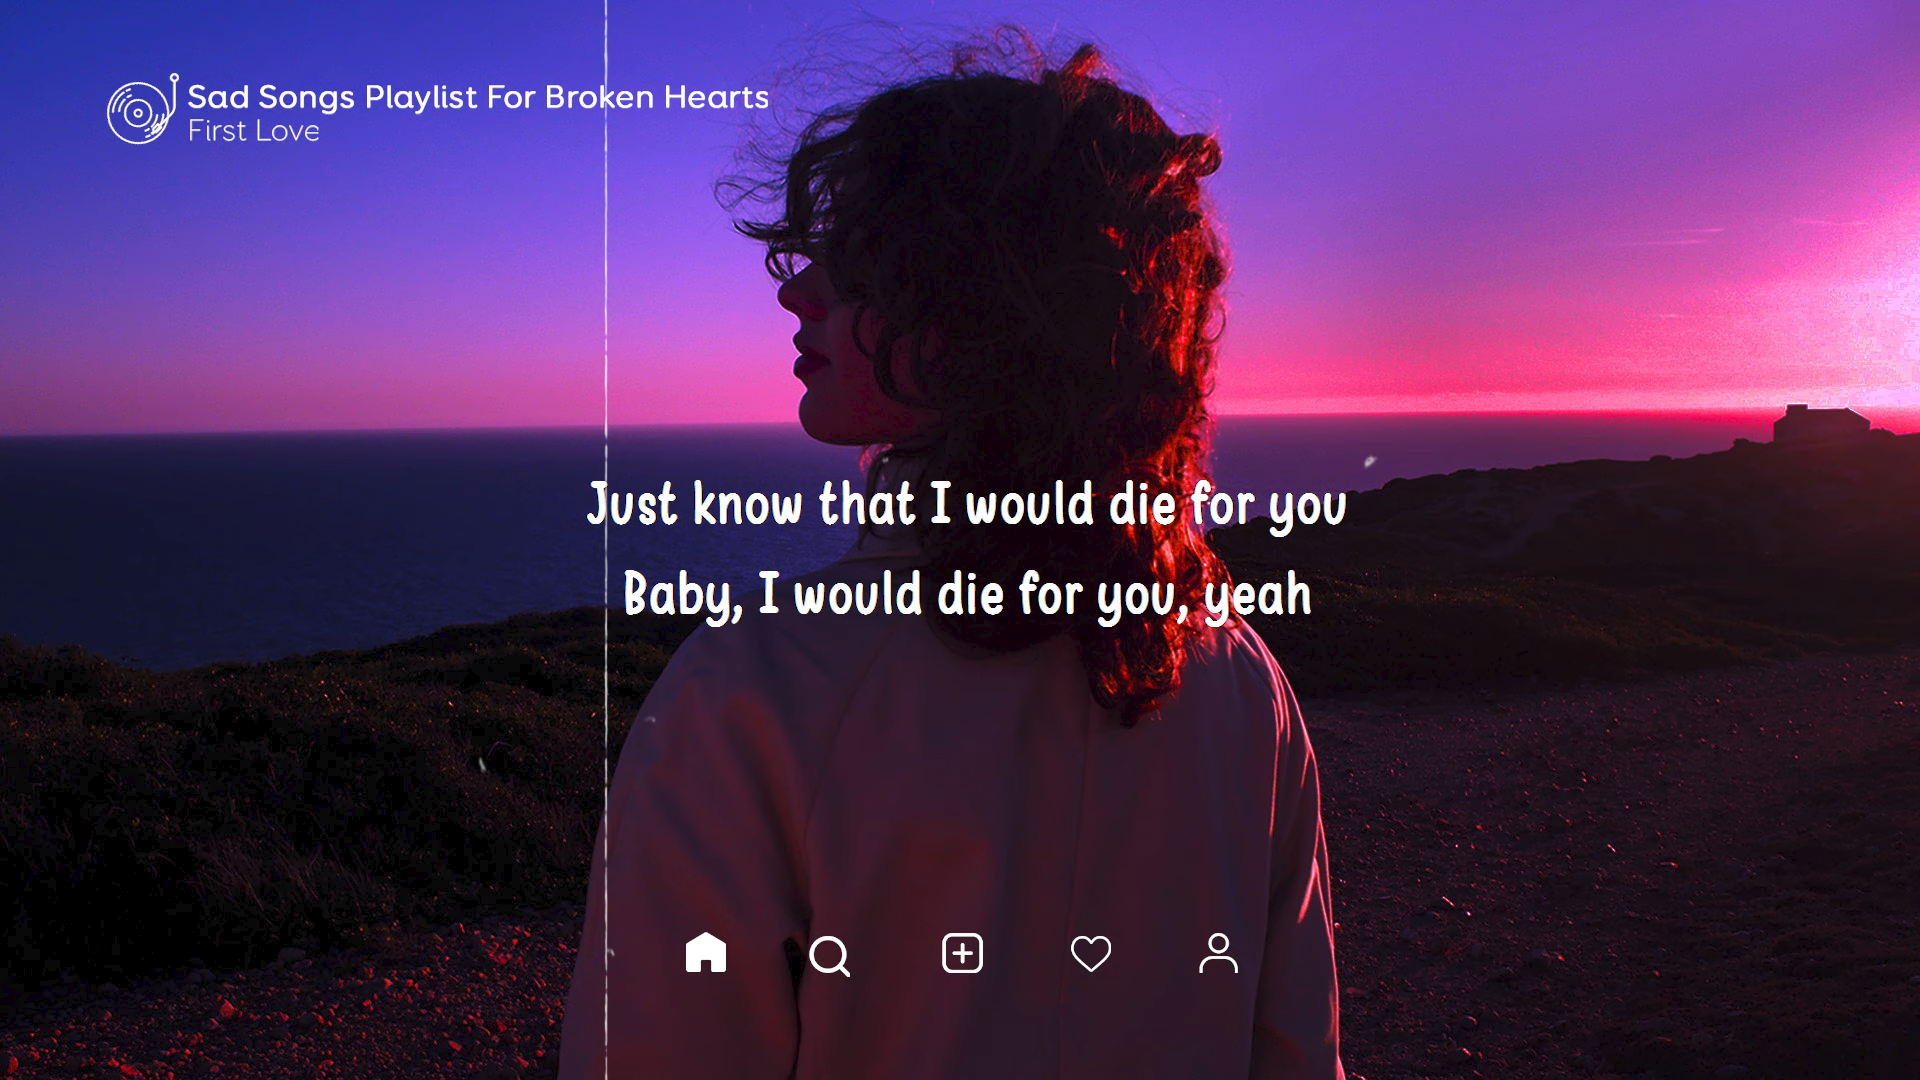 Sad Songs Playlist For Broken Hearts
First Love
Just know that I would die for you
Baby, I would die for you, yeah